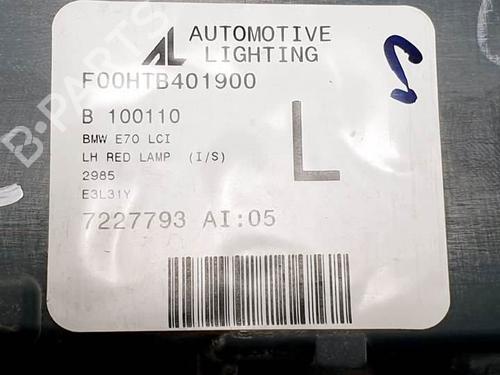 AL AUTOMOTIVE
LIGHTING
F00HTB401900
B 100110
L
BMW E70 LCI
LH RED LAMP (I/S)
2985
E3L31Y
7227793 AI:05
B-PARTS